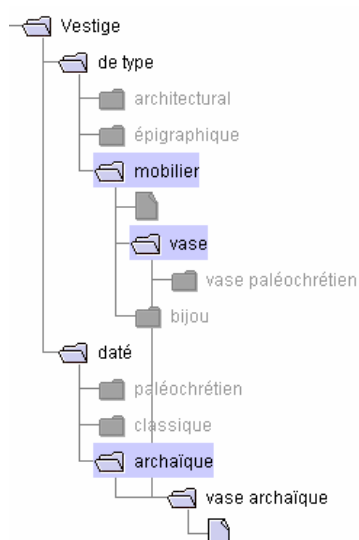 Vestige
de type
architectural
épigraphique
mobilier
vase
vase paléochrétien
bijou
daté
paléochrétien
classique
archaïque
vase archaïque